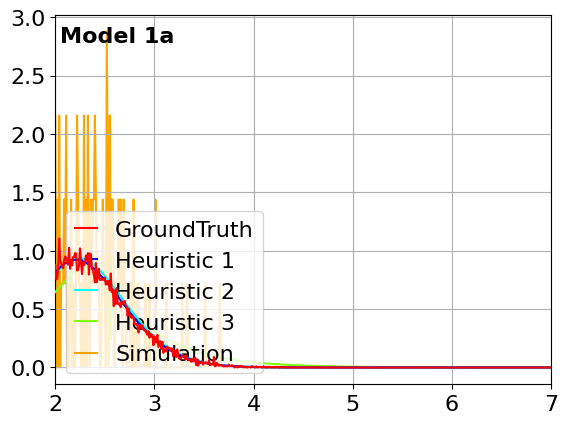 Model 1a
3.0
2.5
2.0
1.5
1.0
0.5
0.0
GroundTruth
Heuristic 1
Heuristic 2
Heuristic 3
Simulation
2 3 4 5 6 7